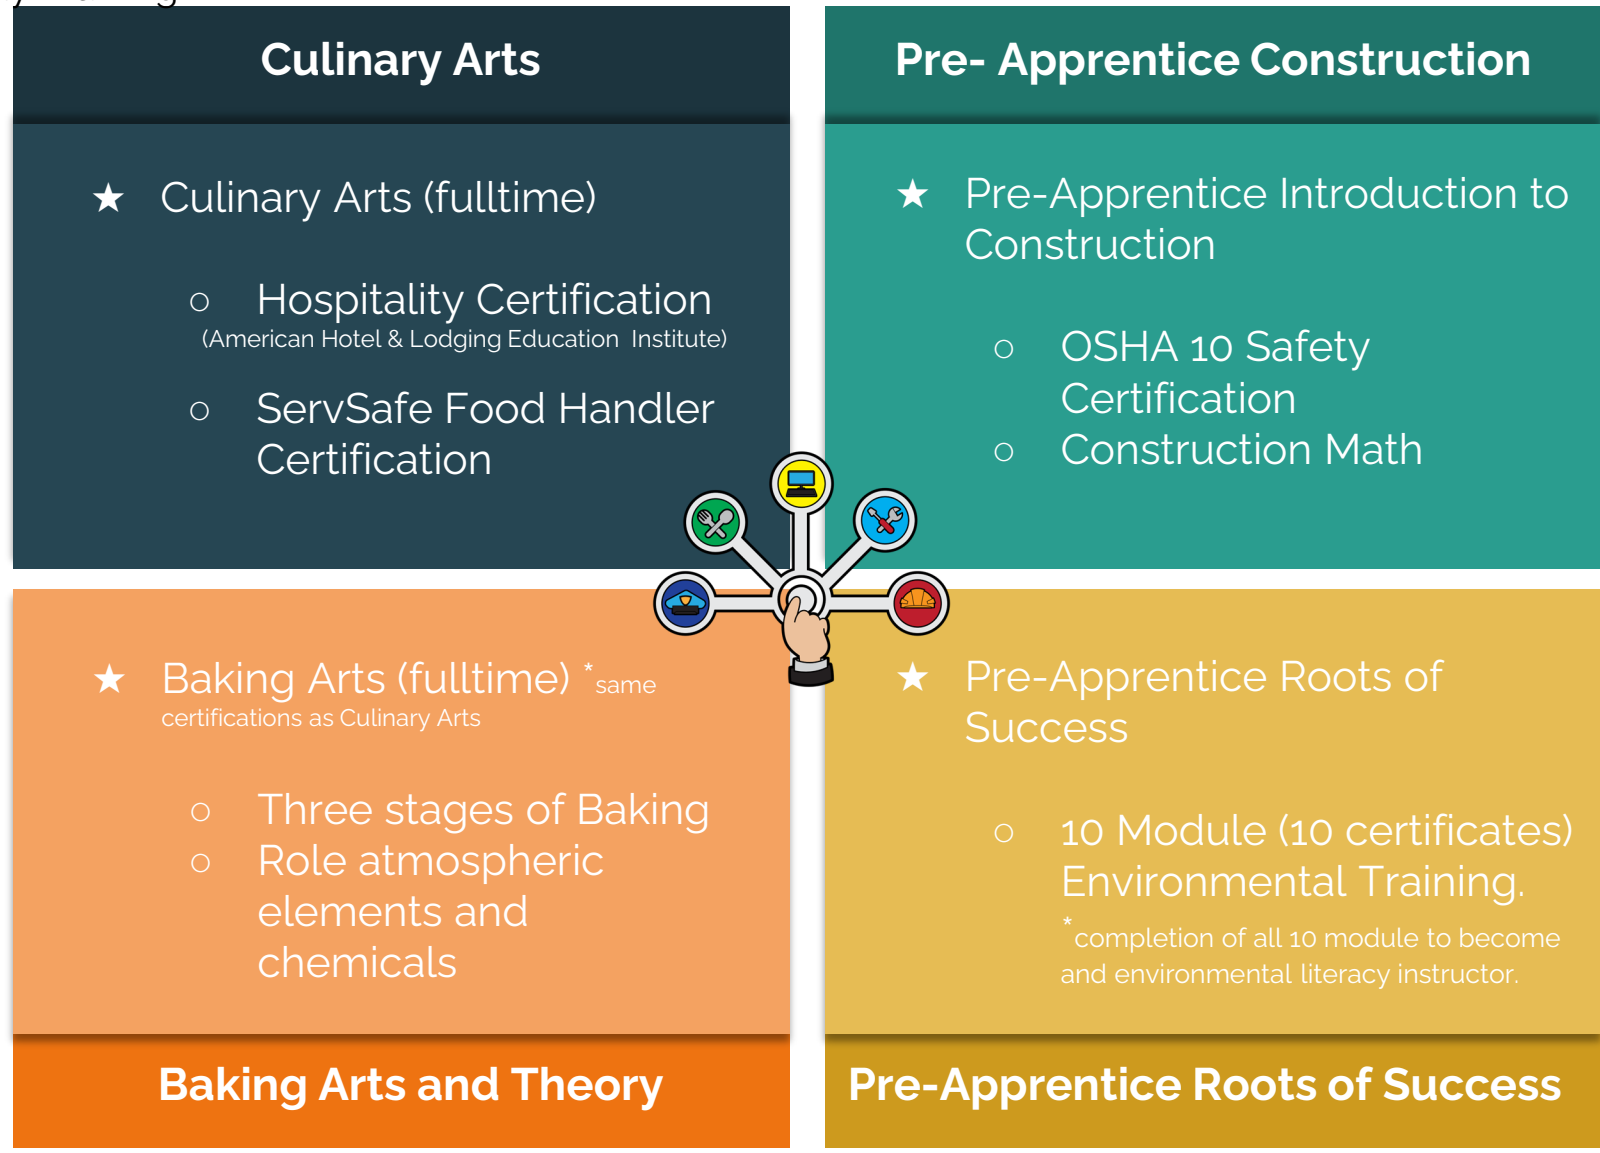 Culinary Arts
★ Culinary Arts (fulltime)
○ Hospitality Certification
(American Hotel & Lodging Education Institute)
○ ServSafe Food Handler
Certification
Pre- Apprentice Construction
★ Pre-Apprentice Introduction to
Construction
○ OSHA 10 Safety
Certification
○ Construction Math
★ Baking Arts (fulltime) *same
certifications as Culinary Arts
○ Three stages of Baking
○ Role atmospheric
elements and
chemicals
Baking Arts and Theory
★ Pre-Apprentice Roots of
Success
○ 10 Module (10 certificates)
Environmental Training.
*completion of all 10 module to become
and environmental literacy instructor.
Pre-Apprentice Roots of Success